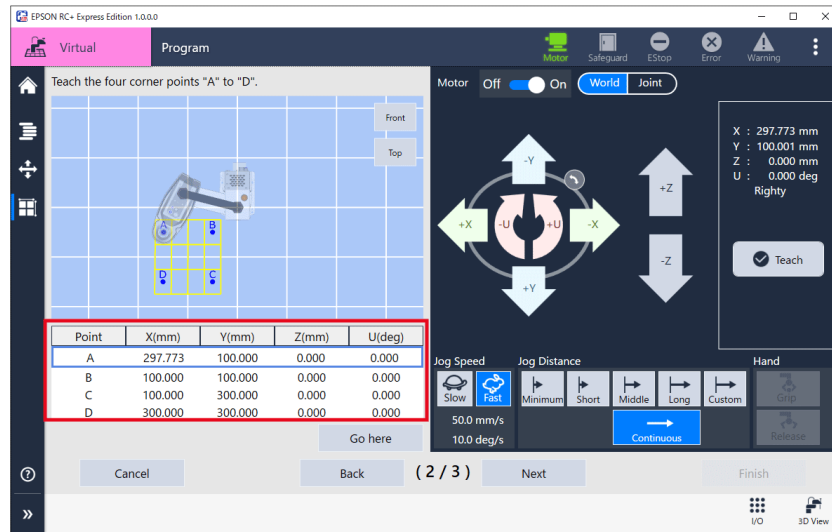 EPSON RC+ Express Edition 1.0.0.0
Virtual Program Motor Safeguard EStop Error Warning
Teach the four corner points "A" to "D".
Front
Top
A B
D C
Point X(mm) Y(mm) Z(mm) U(deg)
A 297.773 100.000 0.000 0.000
B 100.000 100.000 0.000 0.000
C 100.000 300.000 0.000 0.000
D 300.000 300.000 0.000 0.000
Go here
Motor Off On World Joint
-Y
+X -U +U -X
+Y
+Z
-Z
X : 297.773 mm
Y : 100.001 mm
Z : 0.000 mm
U : 0.000 deg
Righty
Teach
Jog Speed Jog Distance Hand
Slow Fast Minimum Short Middle Long Custom Grip
50.0 mm/s
10.0 deg/s
Continuous
Release
Cancel Back ( 2 / 3 ) Next Finish
I/O 3D View